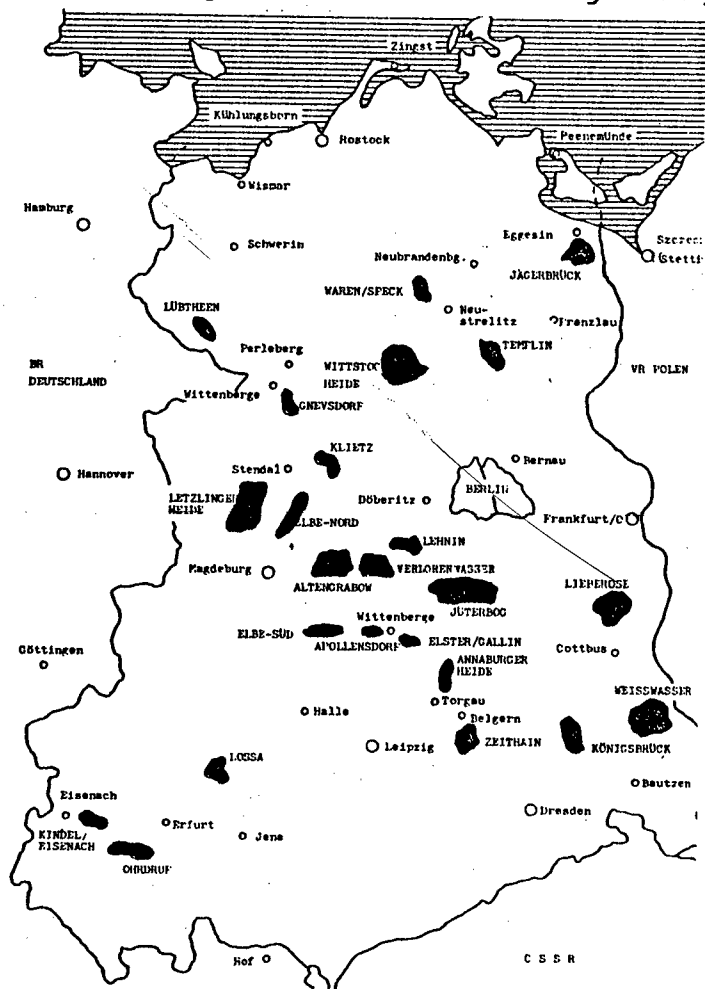 Zingst
Kühlungsborn
Rostock
Peenemünde
Wismar
Hamburg
Schwerin
Eggesin
Stettin
Neubrandenbg.
JÄGERBRÜCK
WAREN/SPECK
LÜBTHEEN
Neu-
strelitz
Prenzlau
Perleberg
WITTSTOC
HEIDE
TEMPLIN
BR
DEUTSCHLAND
VR POLEN
Wittenberge
GNEVSDORF
KLIETZ
Hannover
Stendal
Bernau
LETZLINGEN
HEIDE
BERLIN
Döberitz
ELBE-NORD
Frankfurt/O
LEHNIN
Magdeburg
VERLORENWASSER
ALTENGRABOW
LIEBEROSE
JÜTERBOG
ELBE-SÜD
Wittenberge
APOLLENSDORF
ELSTER/GALLIN
Göttingen
Cottbus
ANNABURGER
HEIDE
WEISSWASSER
Halle
Torgau
Belgern
Leipzig
ZEITHAIN
KÖNIGSBRÜCK
LOSSA
Bautzen
Eisenach
Dresden
KINDEL/
EISENACH
Erfurt
Jena
OHRDRUF
Hof
C S S R